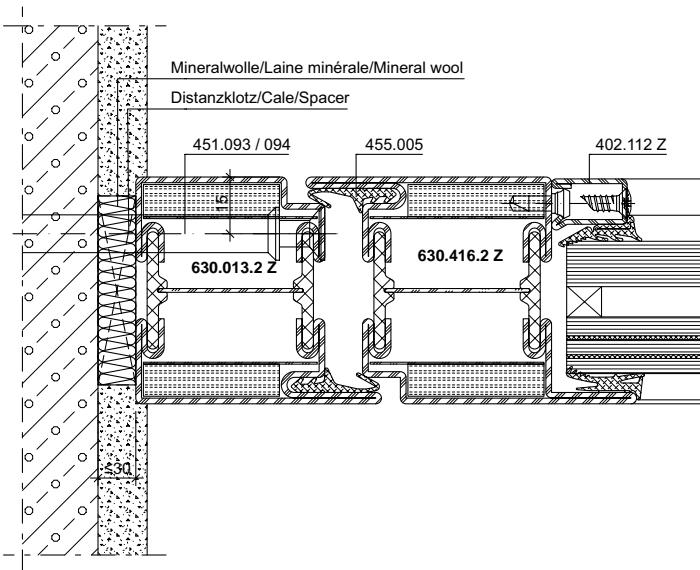 Mineralwolle/Laine minérale/Mineral wool
Distanzklotz/Cale/Spacer
451.093 / 094
455.005
402.112 Z
15
630.013.2 Z
630.416.2 Z
≤30